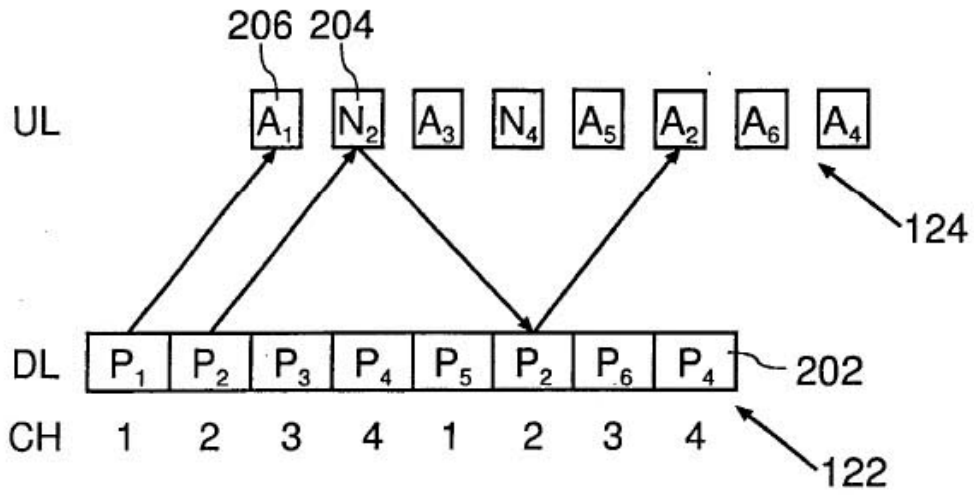 206 204
UL A₁ N₂ A₃ N₄ A₅ A₂ A₆ A₄
124
DL P₁ P₂ P₃ P₄ P₅ P₂ P₆ P₄ 202
CH 1 2 3 4 1 2 3 4
122